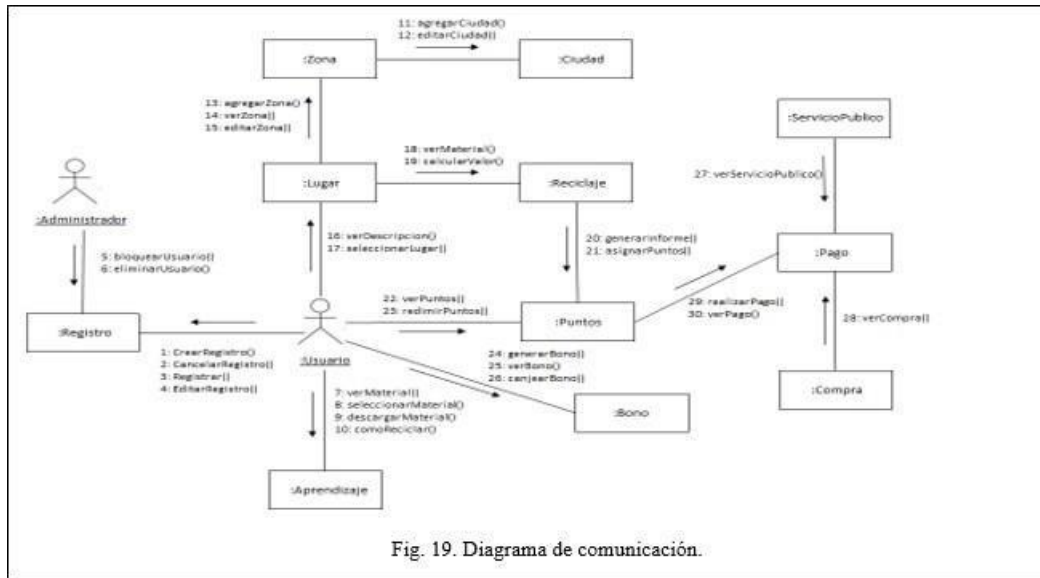 11: agregarCiudad()
12: editarCiudad()
:Zona
:Ciudad
13: agregarZona()
14: verZona()
15: editarZona()
:ServicioPublico
18: verMaterial()
19: calcularValor()
27: verServicioPublico()
:Lugar
:Reciclaje
:Administrador
16: verDescripcion()
17: seleccionarLugar()
20: generarInforme()
21: asignarPuntos()
5: bloquearUsuario()
6: eliminarUsuario()
:Pago
22: verPuntos()
23: redimirPuntos()
29: realizarPago()
30: verPago()
:Registro
:Puntos
28: verCompra()
1: CrearRegistro()
2: CancelarRegistro()
3: Registrar()
4: EditarRegistro()
:Usuario
24: generarBono()
25: verBono()
26: canjearBono()
7: verMaterial()
8: seleccionarMaterial()
9: descargarMaterial()
10: comoReciclar()
:Bono
:Compra
:Aprendizaje
Fig. 19. Diagrama de comunicación.